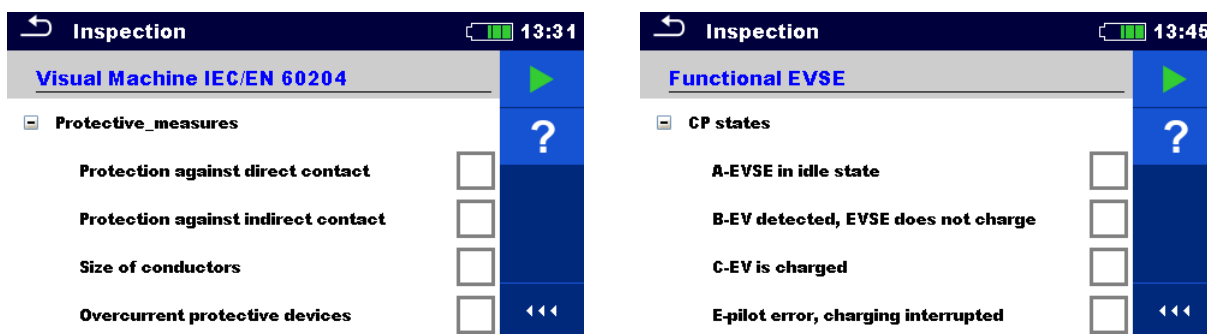 Inspection 13:31
Visual Machine IEC/EN 60204
Protective_measures
?
Protection against direct contact
Protection against indirect contact
Size of conductors
Overcurrent protective devices
Inspection 13:45
Functional EVSE
CP states
?
A-EVSE in idle state
B-EV detected, EVSE does not charge
C-EV is charged
E-pilot error, charging interrupted